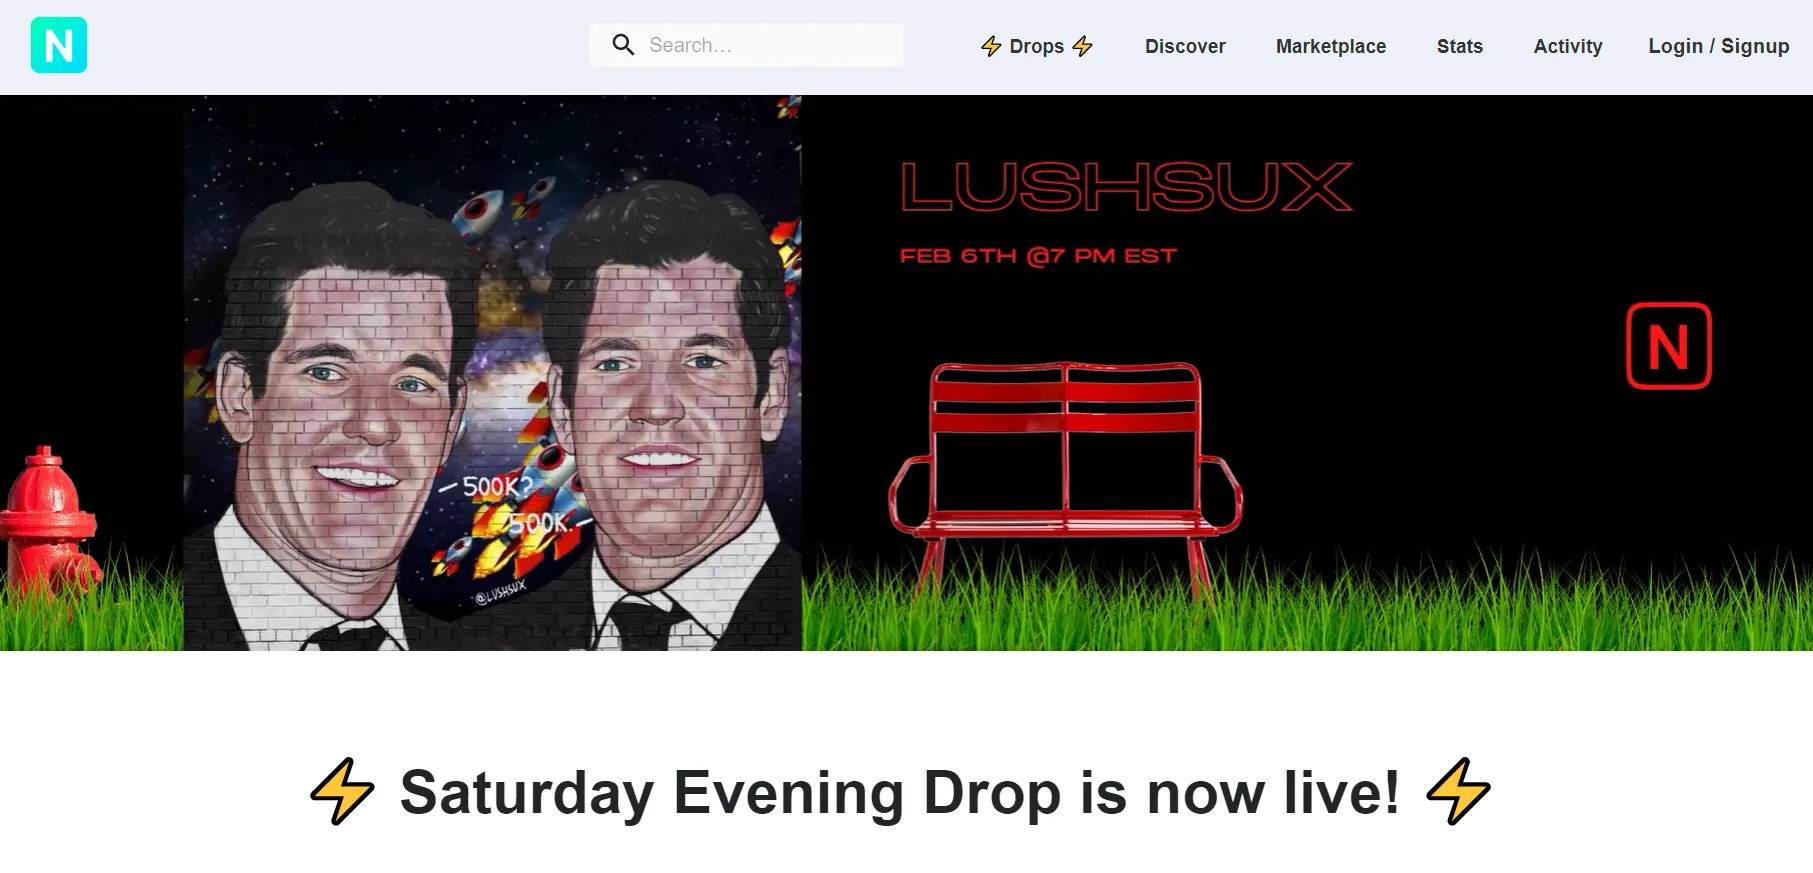 N
Search...
Drops
Discover
Marketplace
Stats
Activity
Login / Signup
LUSHSUX
FEB 6TH @7 PM EST
N
500K?
500K.
@LUSHSUX
Saturday Evening Drop is now live!